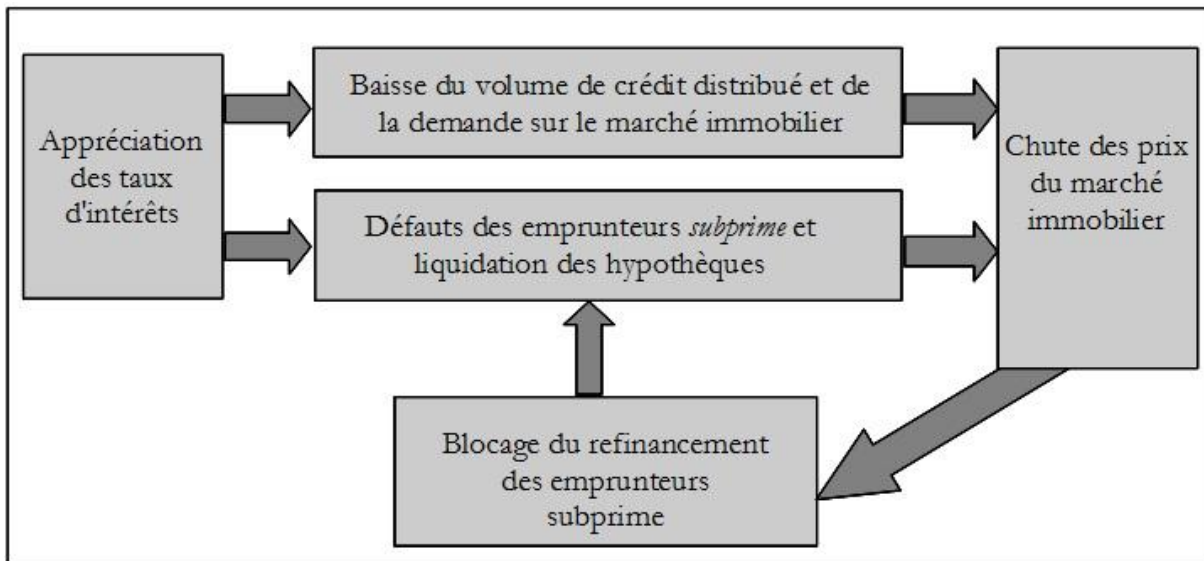 Appréciation
des taux
d'intérêts
Baisse du volume de crédit distribué et de
la demande sur le marché immobilier
Défauts des emprunteurs subprime et
liquidation des hypothèques
Chute des prix
du marché
immobilier
Blocage du refinancement
des emprunteurs
subprime